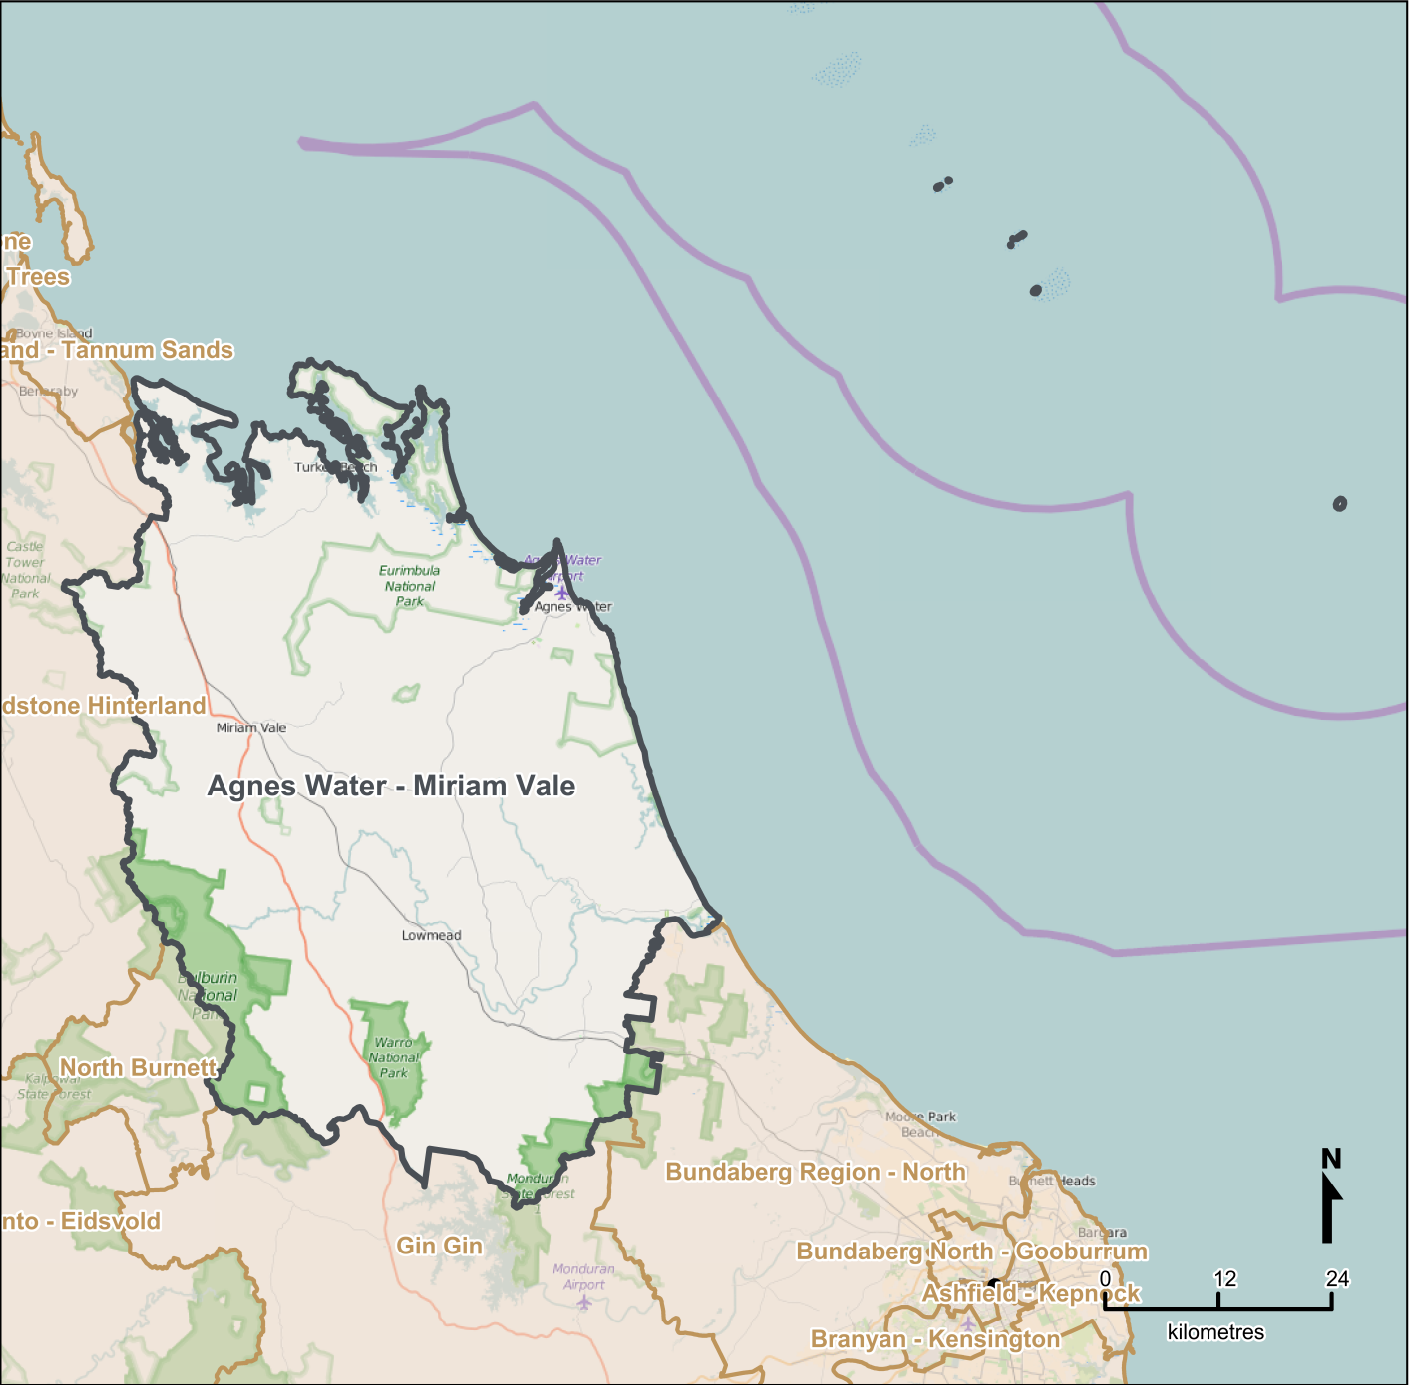 ne
Trees
Boyne Island
and - Tannum Sands
Benaraby
Turkey Beach
Castle
Tower
National
Park
Eurimbula
National
Park
Agnes Water
Airport
Agnes Water
dstone Hinterland
Miriam Vale
Agnes Water - Miriam Vale
Lowmead
Bulburin
National
Park
Warro
National
Park
North Burnett
Kalpowar
State Forest
Moore Park
Beach
N
Bundaberg Region - North
Burnett Heads
Monduran
State Forest
1
nto - Eidsvold
Gin Gin
Bargara
Bundaberg North - Gooburrum
Monduran
Airport
0 12 24
Ashfield - Kepnock
kilometres
Branyan - Kensington